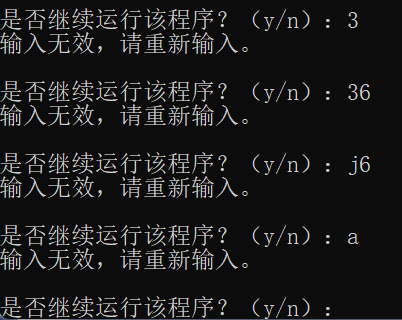 是否继续运行该程序？（y/n）：3
输入无效，请重新输入。
是否继续运行该程序？（y/n）：36
输入无效，请重新输入。
是否继续运行该程序？（y/n）：j6
输入无效，请重新输入。
是否继续运行该程序？（y/n）：a
输入无效，请重新输入。
是否继续运行该程序？（y/n）：